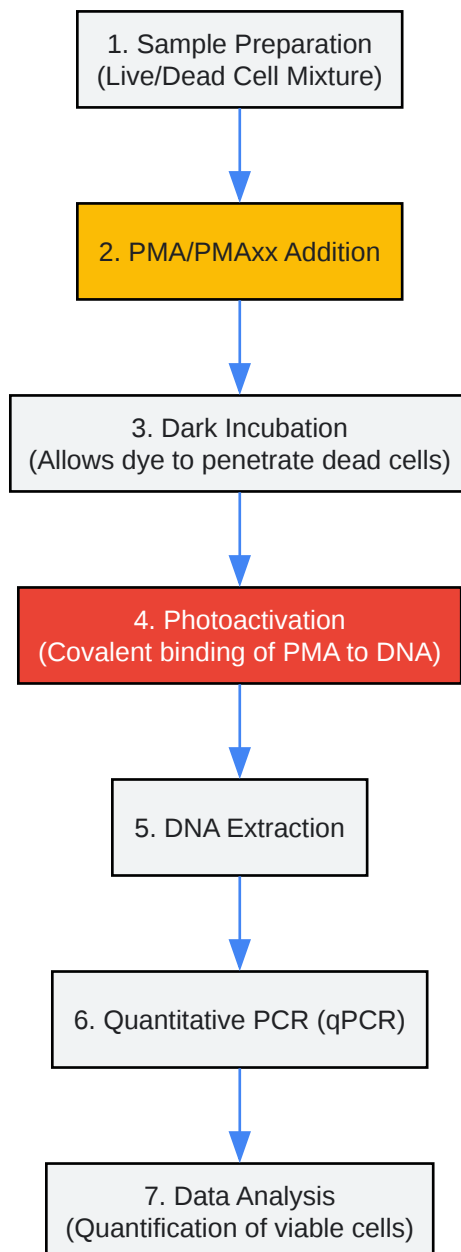 1. Sample Preparation
(Live/Dead Cell Mixture)
2. PMA/PMAxx Addition
3. Dark Incubation
(Allows dye to penetrate dead cells)
4. Photoactivation
(Covalent binding of PMA to DNA)
5. DNA Extraction
6. Quantitative PCR (qPCR)
7. Data Analysis
(Quantification of viable cells)